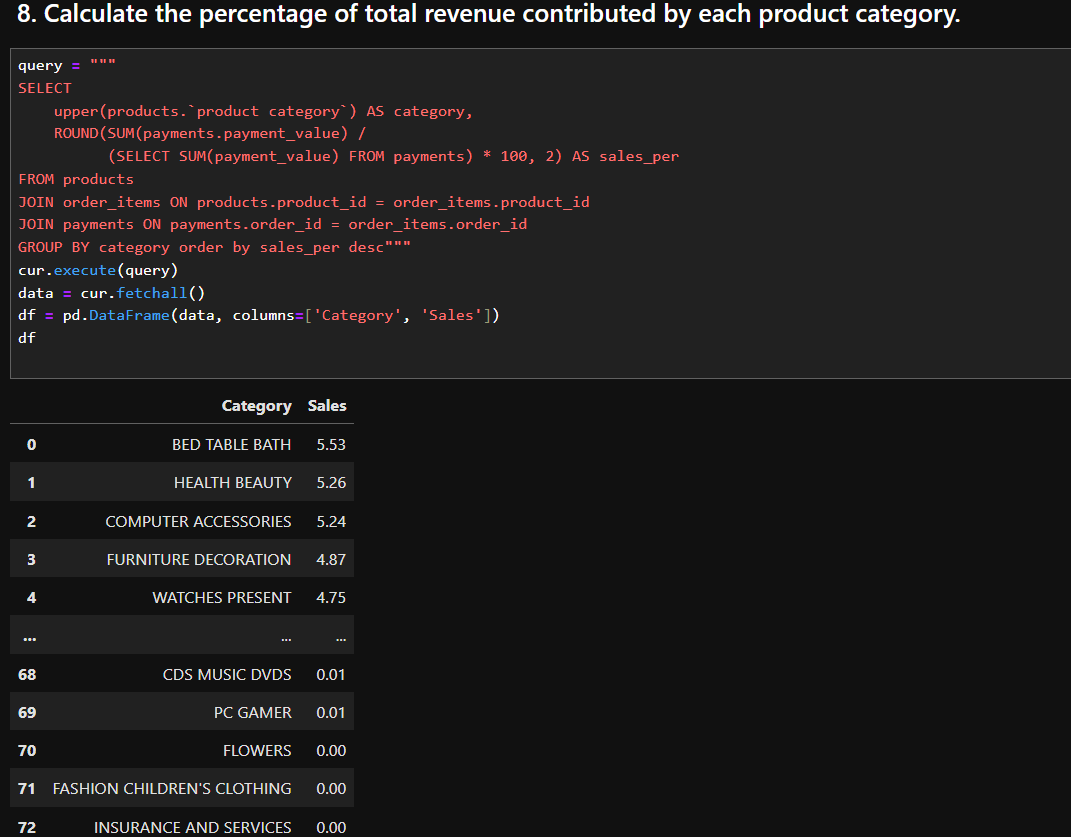 8. Calculate the percentage of total revenue contributed by each product category.
query = """
SELECT
upper(products.`product category`) AS category,
ROUND(SUM(payments.payment_value) /
(SELECT SUM(payment_value) FROM payments) * 100, 2) AS sales_per
FROM products
JOIN order_items ON products.product_id = order_items.product_id
JOIN payments ON payments.order_id = order_items.order_id
GROUP BY category order by sales_per desc"""
cur.execute(query)
data = cur.fetchall()
df = pd.DataFrame(data, columns=['Category', 'Sales'])
df
Category Sales
0 BED TABLE BATH 5.53
1 HEALTH BEAUTY 5.26
2 COMPUTER ACCESSORIES 5.24
3 FURNITURE DECORATION 4.87
4 WATCHES PRESENT 4.75
... ... ...
68 CDS MUSIC DVDS 0.01
69 PC GAMER 0.01
70 FLOWERS 0.00
71 FASHION CHILDREN'S CLOTHING 0.00
72 INSURANCE AND SERVICES 0.00